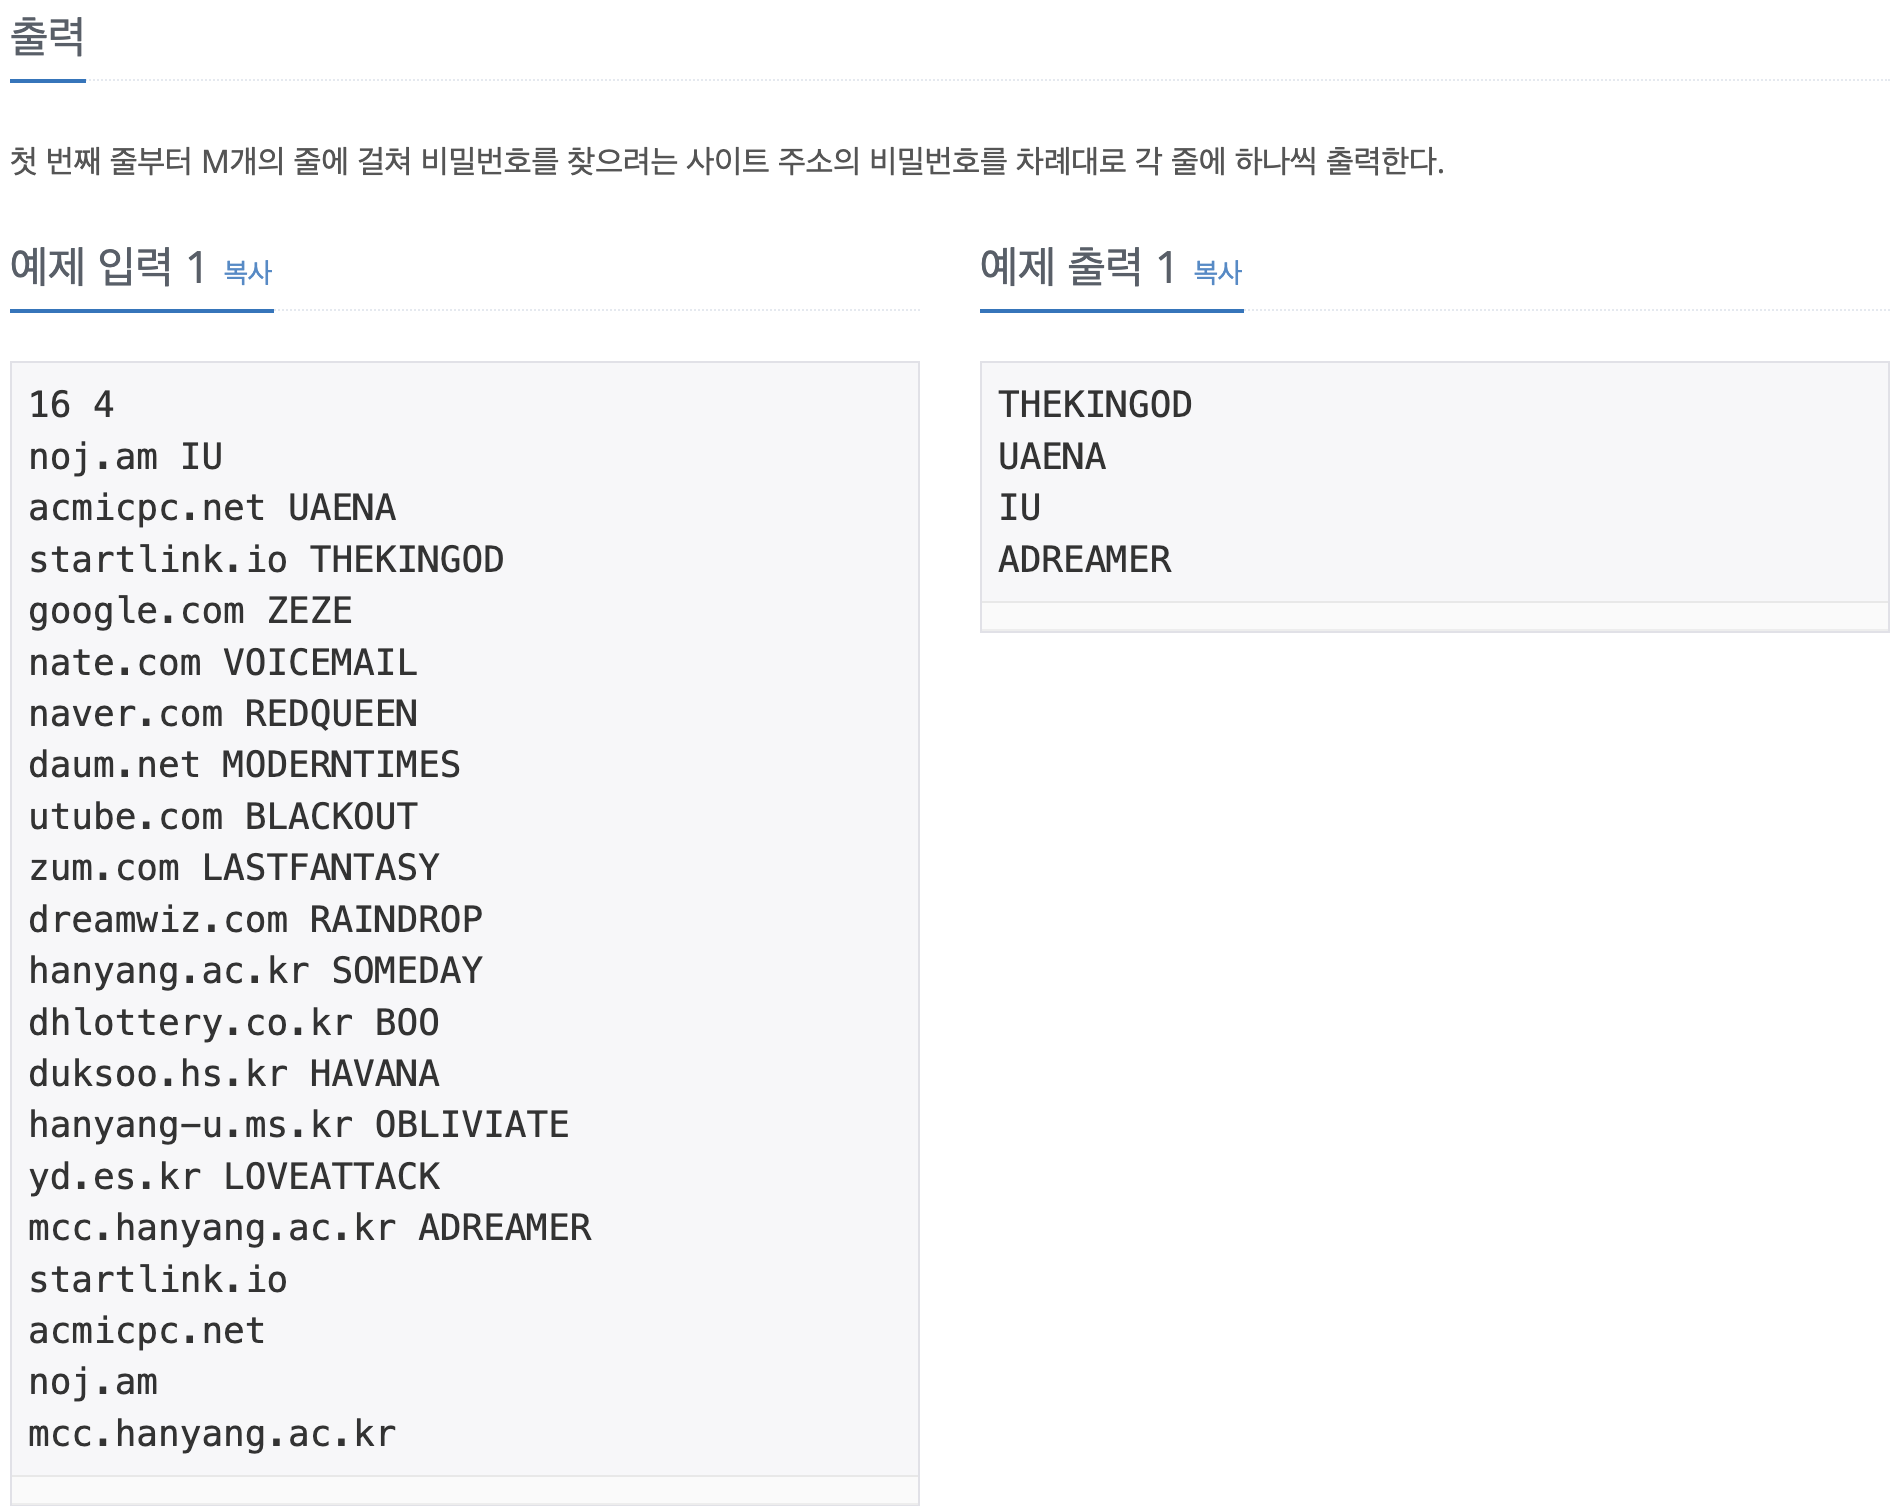 출력
첫 번째 줄부터 M개의 줄에 걸쳐 비밀번호를 찾으려는 사이트 주소의 비밀번호를 차례대로 각 줄에 하나씩 출력한다.
예제 입력 1 복사
16 4
noj.am IU
acmicpc.net UAENA
startlink.io THEKINGOD
google.com ZEZE
nate.com VOICEMAIL
naver.com REDQUEEN
daum.net MODERNTIMES
utube.com BLACKOUT
zum.com LASTFANTASY
dreamwiz.com RAINDROP
hanyang.ac.kr SOMEDAY
dhlottery.co.kr BOO
duksoo.hs.kr HAVANA
hanyang-u.ms.kr OBLIVIATE
yd.es.kr LOVEATTACK
mcc.hanyang.ac.kr ADREAMER
startlink.io
acmicpc.net
noj.am
mcc.hanyang.ac.kr
예제 출력 1 복사
THEKINGOD
UAENA
IU
ADREAMER